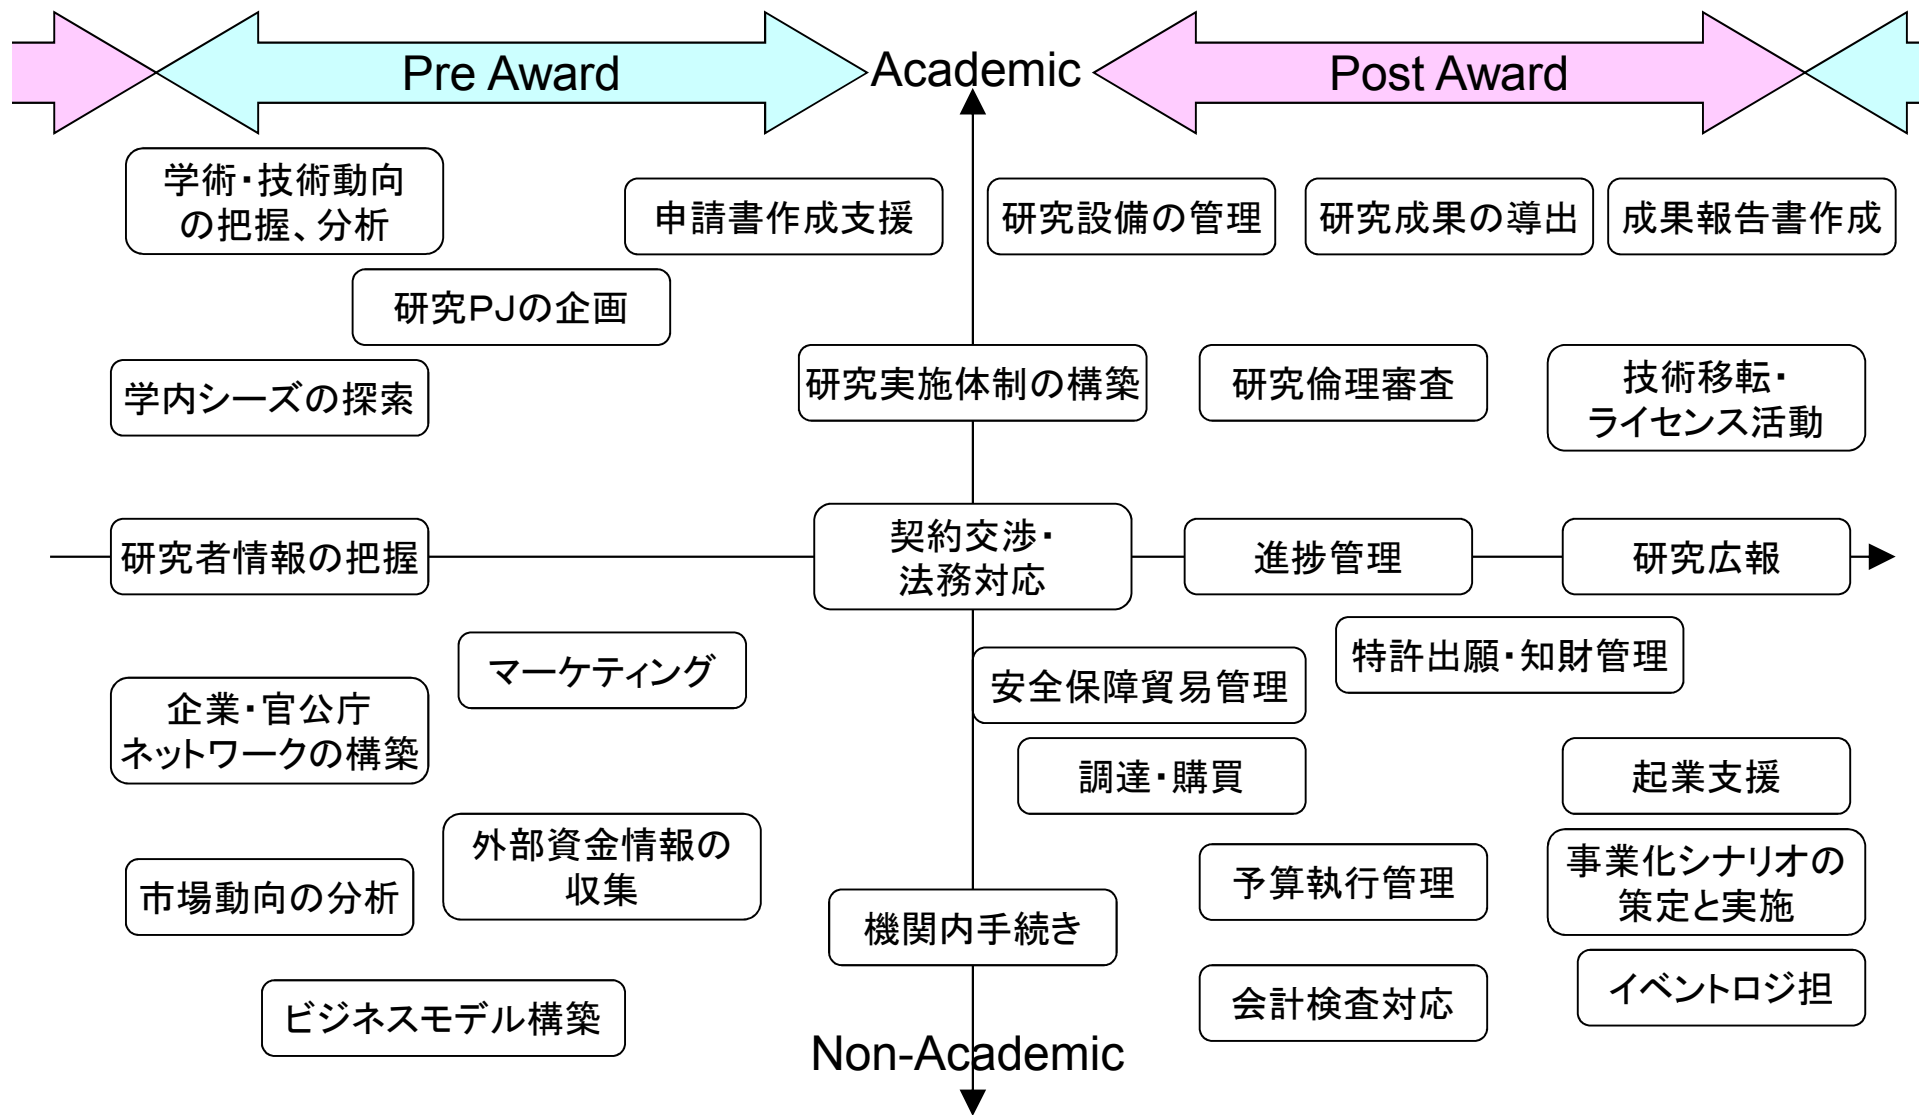 Pre Award
Academic
Post Award
学術・技術動向
の把握、分析
申請書作成支援
研究設備の管理
研究成果の導出
成果報告書作成
研究PJの企画
学内シーズの探索
研究実施体制の構築
研究倫理審査
技術移転・
ライセンス活動
研究者情報の把握
契約交渉・
法務対応
進捗管理
研究広報
マーケティング
特許出願・知財管理
企業・官公庁
ネットワークの構築
安全保障貿易管理
調達・購買
起業支援
外部資金情報の
収集
市場動向の分析
予算執行管理
事業化シナリオの
策定と実施
機関内手続き
イベントロジ担
会計検査対応
ビジネスモデル構築
Non-Academic